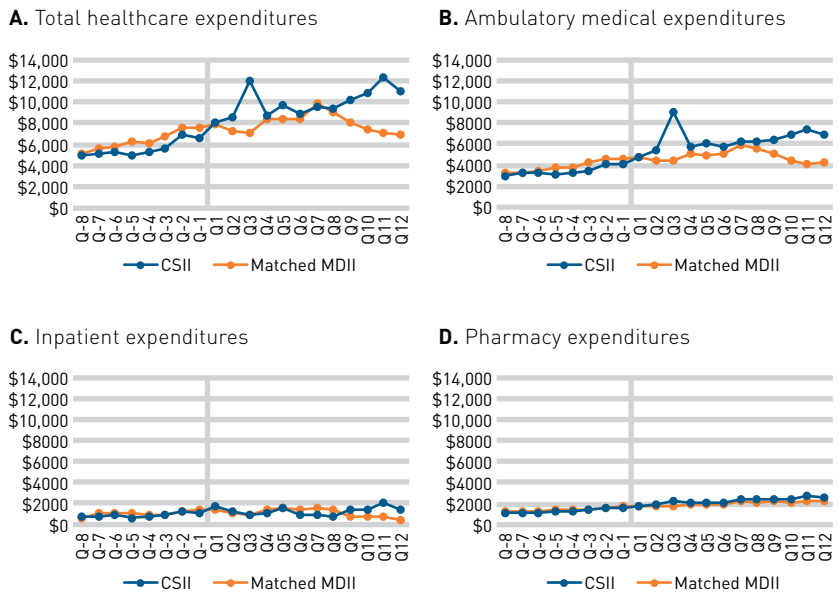 A. Total healthcare expenditures
$14,000
$12,000
$10,000
$8,000
$6,000
$4,000
$2,000
$0
Q-8 Q-7 Q-6 Q-5 Q-4 Q-3 Q-2 Q-1 Q1 Q2 Q3 Q4 Q5 Q6 Q7 Q8 Q9 Q10 Q11 Q12
CSII Matched MDII
B. Ambulatory medical expenditures
$14,000
$12,000
$10,000
$8000
$6000
$4000
$2000
$0
Q-8 Q-7 Q-6 Q-5 Q-4 Q-3 Q-2 Q-1 Q1 Q2 Q3 Q4 Q5 Q6 Q7 Q8 Q9 Q10 Q11 Q12
CSII Matched MDII
C. Inpatient expenditures
$14,000
$12,000
$10,000
$8000
$6000
$4000
$2000
$0
Q-8 Q-7 Q-6 Q-5 Q-4 Q-3 Q-2 Q-1 Q1 Q2 Q3 Q4 Q5 Q6 Q7 Q8 Q9 Q10 Q11 Q12
CSII Matched MDII
D. Pharmacy expenditures
$14,000
$12,000
$10,000
$8000
$6000
$4000
$2000
$0
Q-8 Q-7 Q-6 Q-5 Q-4 Q-3 Q-2 Q-1 Q1 Q2 Q3 Q4 Q5 Q6 Q7 Q8 Q9 Q10 Q11 Q12
CSII Matched MDII